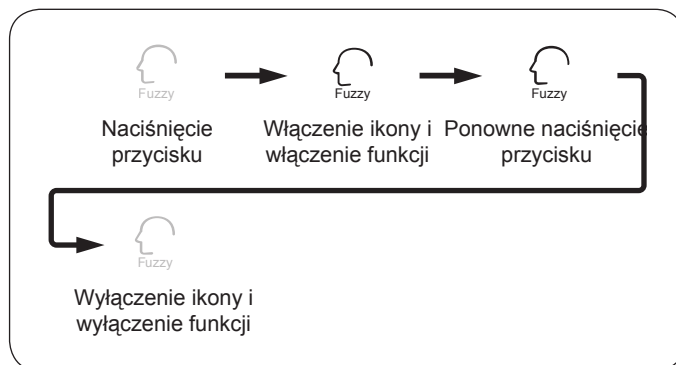 Fuzzy
Fuzzy
Fuzzy
Naciśnięcie
przycisku
Włączenie ikony i
włączenie funkcji
Ponowne naciśnięcie
przycisku
Fuzzy
Wyłączenie ikony i
wyłączenie funkcji